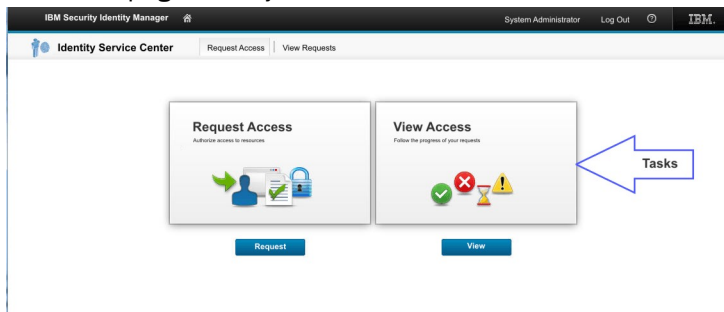 IBM Security Identity Manager
System Administrator
Log Out
?
IBM.
Identity Service Center
Request Access
View Requests
Request Access
Authorize access to resources
View Access
Follow the progress of your requests
Tasks
Request
View